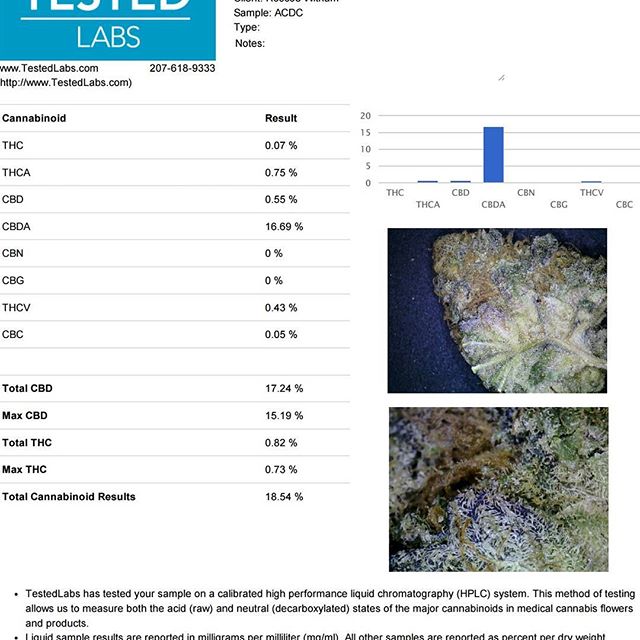 TESTED
LABS
Sample: ACDC
Type:
Notes:
www.TestedLabs.com 207-618-9333
http://www.TestedLabs.com)
Cannabinoid Result
THC 0.07 %
THCA 0.75 %
CBD 0.55 %
CBDA 16.69 %
CBN 0 %
CBG 0 %
THCV 0.43 %
CBC 0.05 %
Total CBD 17.24 %
Max CBD 15.19 %
Total THC 0.82 %
Max THC 0.73 %
Total Cannabinoid Results 18.54 %
20
15
10
5
0
THC CBD CBN THCV
THCA CBDA CBG CBC
• TestedLabs has tested your sample on a calibrated high performance liquid chromatography (HPLC) system. This method of testing
allows us to measure both the acid (raw) and neutral (decarboxylated) states of the major cannabinoids in medical cannabis flowers
and products.
• Liquid sample results are reported in milligrams per milliliter (mg/ml). All other samples are reported as percent per dry weight